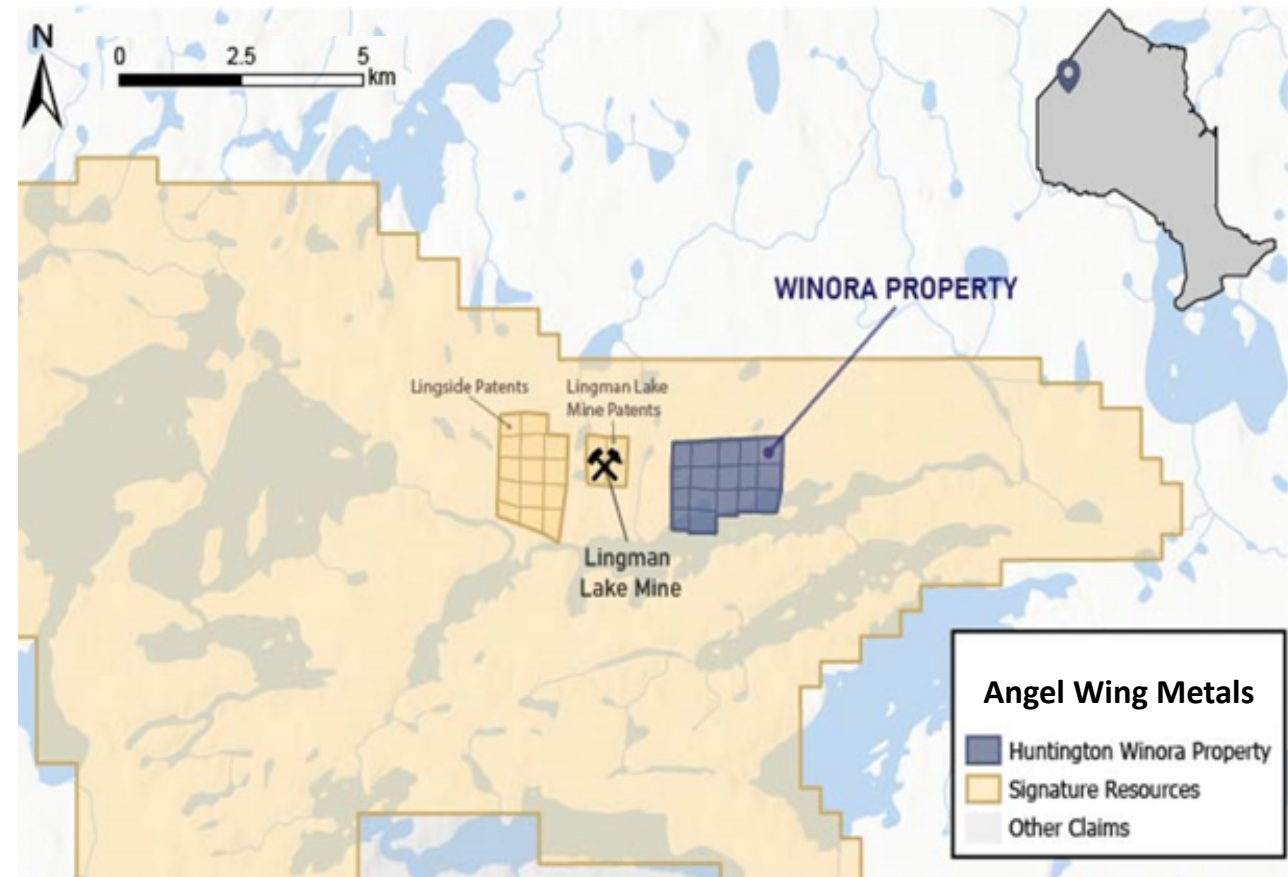 N
0 2.5 5
km
WINORA PROPERTY
Lingside Patents
Lingman Lake
Mine Patents
Lingman
Lake Mine
Angel Wing Metals
Huntington Winora Property
Signature Resources
Other Claims